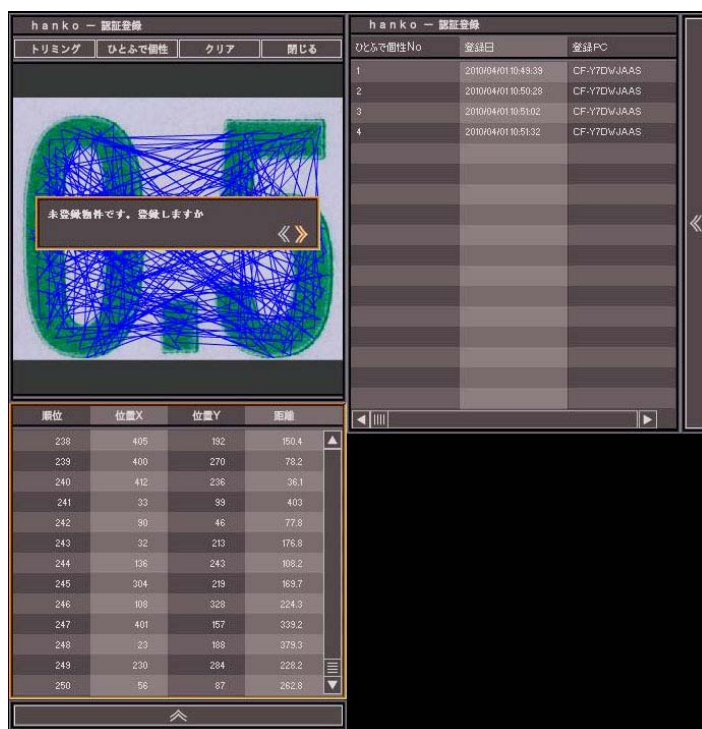 hanko － 認証登録
トリミング ひとふで個性 クリア 閉じる
未登録物件です。登録しますか
順位 位置X 位置Y 距離
238 405 192 150.4
239 400 270 78.2
240 412 236 36.1
241 33 99 403
242 90 46 77.8
243 32 213 176.8
244 136 243 108.2
245 304 219 169.7
246 108 328 224.3
247 401 157 339.2
248 23 188 379.3
249 230 284 228.2
250 56 87 262.8
hanko － 認証登録
ひとふで個性No 登録日 登録PC
1 2010/04/01 10:49:39 CF-Y7DWJAAS
2 2010/04/01 10:50:28 CF-Y7DWJAAS
3 2010/04/01 10:51:02 CF-Y7DWJAAS
4 2010/04/01 10:51:32 CF-Y7DWJAAS